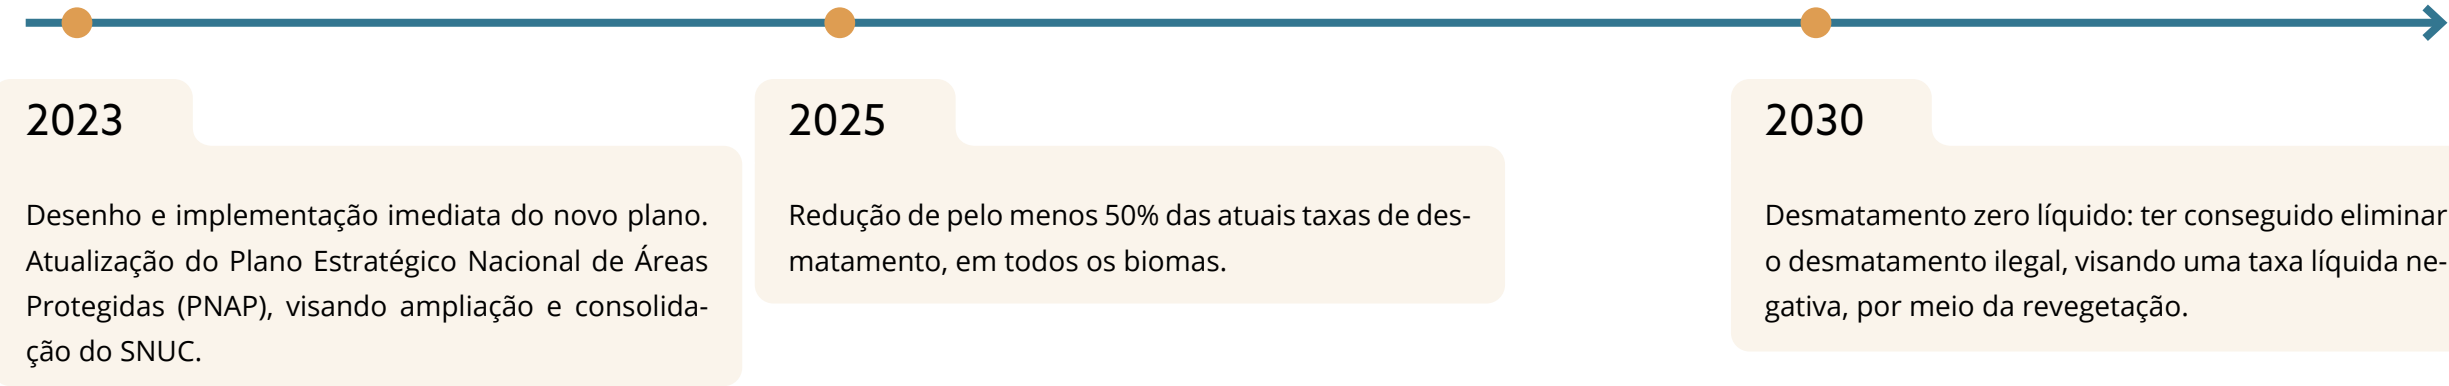 2023
Desenho e implementação imediata do novo plano.
Atualização do Plano Estratégico Nacional de Áreas
Protegidas (PNAP), visando ampliação e consolida-
ção do SNUC.
2025
Redução de pelo menos 50% das atuais taxas de des-
matamento, em todos os biomas.
2030
Desmatamento zero líquido: ter conseguido eliminar
o desmatamento ilegal, visando uma taxa líquida ne-
gativa, por meio da revegetação.